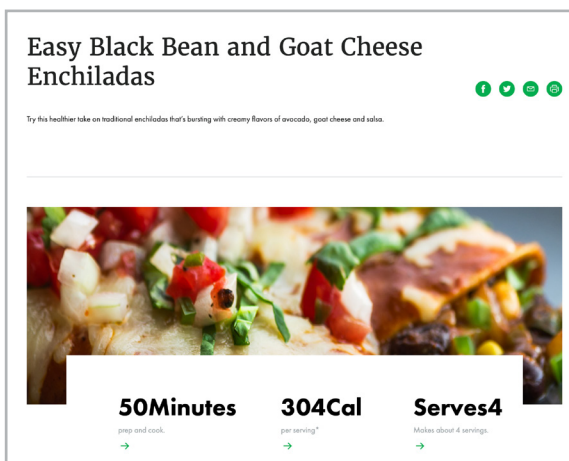 Easy Black Bean and Goat Cheese
Enchiladas
Try this healthier take on traditional enchiladas that's bursting with creamy flavors of avocado, goat cheese and salsa.
50Minutes
304Cal
Serves4
prep and cook.
per serving*
Makes about 4 servings.